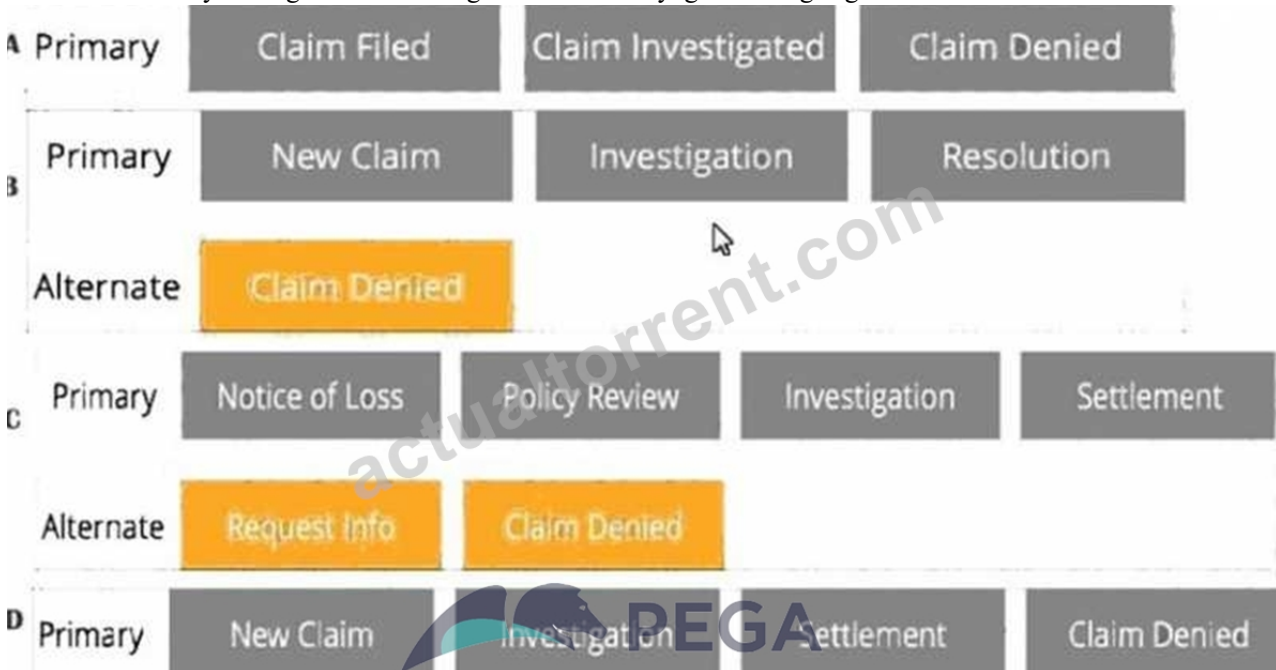 A Primary Claim Filed Claim Investigated Claim Denied
B Primary New Claim Investigation Resolution
Alternate Claim Denied
actualtorrent.com
C Primary Notice of Loss Policy Review Investigation Settlement
Alternate Request Info Claim Denied
PEGA
D Primary New Claim Investigation Settlement Claim Denied